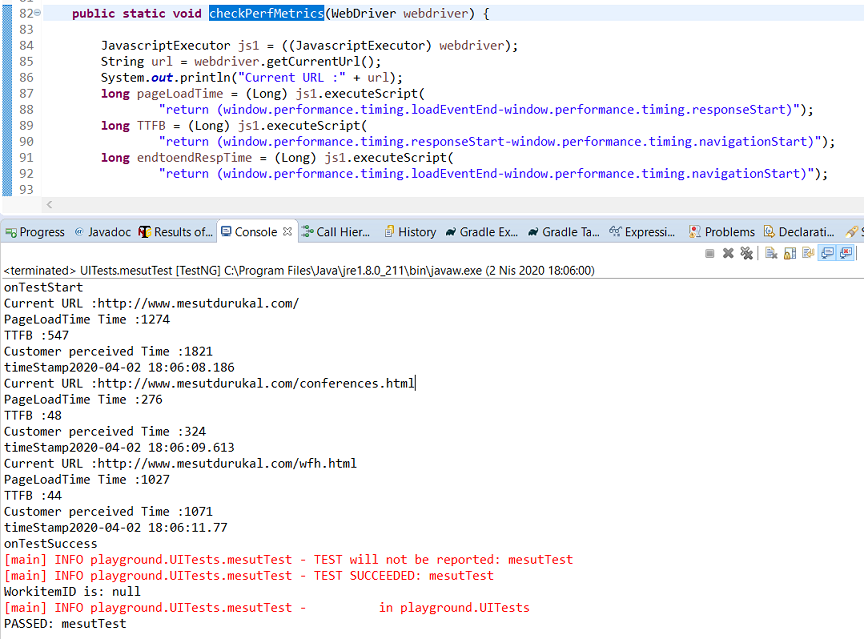 82 public static void checkPerfMetrics(WebDriver webdriver) {
83
84 JavascriptExecutor js1 = ((JavascriptExecutor) webdriver);
85 String url = webdriver.getCurrentUrl();
86 System.out.println("Current URL :" + url);
87 long pageLoadTime = (Long) js1.executeScript(
88 "return (window.performance.timing.loadEventEnd-window.performance.timing.responseStart)");
89 long TTFB = (Long) js1.executeScript(
90 "return (window.performance.timing.responseStart-window.performance.timing.navigationStart)");
91 long endtoendRespTime = (Long) js1.executeScript(
92 "return (window.performance.timing.loadEventEnd-window.performance.timing.navigationStart)");
93
Progress Javadoc Results of... Console Call Hier... History Gradle Ex... Gradle Ta... Expressi... Problems Declarati...
<terminated> UITests.mesutTest [TestNG] C:\Program Files\Java\jre1.8.0_211\bin\javaw.exe (2 Nis 2020 18:06:00)
onTestStart
Current URL :http://www.mesutdurukal.com/
PageLoadTime Time :1274
TTFB :547
Customer perceived Time :1821
timeStamp2020-04-02 18:06:08.186
Current URL :http://www.mesutdurukal.com/conferences.html
PageLoadTime Time :276
TTFB :48
Customer perceived Time :324
timeStamp2020-04-02 18:06:09.613
Current URL :http://www.mesutdurukal.com/wfh.html
PageLoadTime Time :1027
TTFB :44
Customer perceived Time :1071
timeStamp2020-04-02 18:06:11.77
onTestSuccess
[main] INFO playground.UITests.mesutTest - TEST will not be reported: mesutTest
[main] INFO playground.UITests.mesutTest - TEST SUCCEEDED: mesutTest
WorkitemID is: null
[main] INFO playground.UITests.mesutTest - in playground.UITests
PASSED: mesutTest